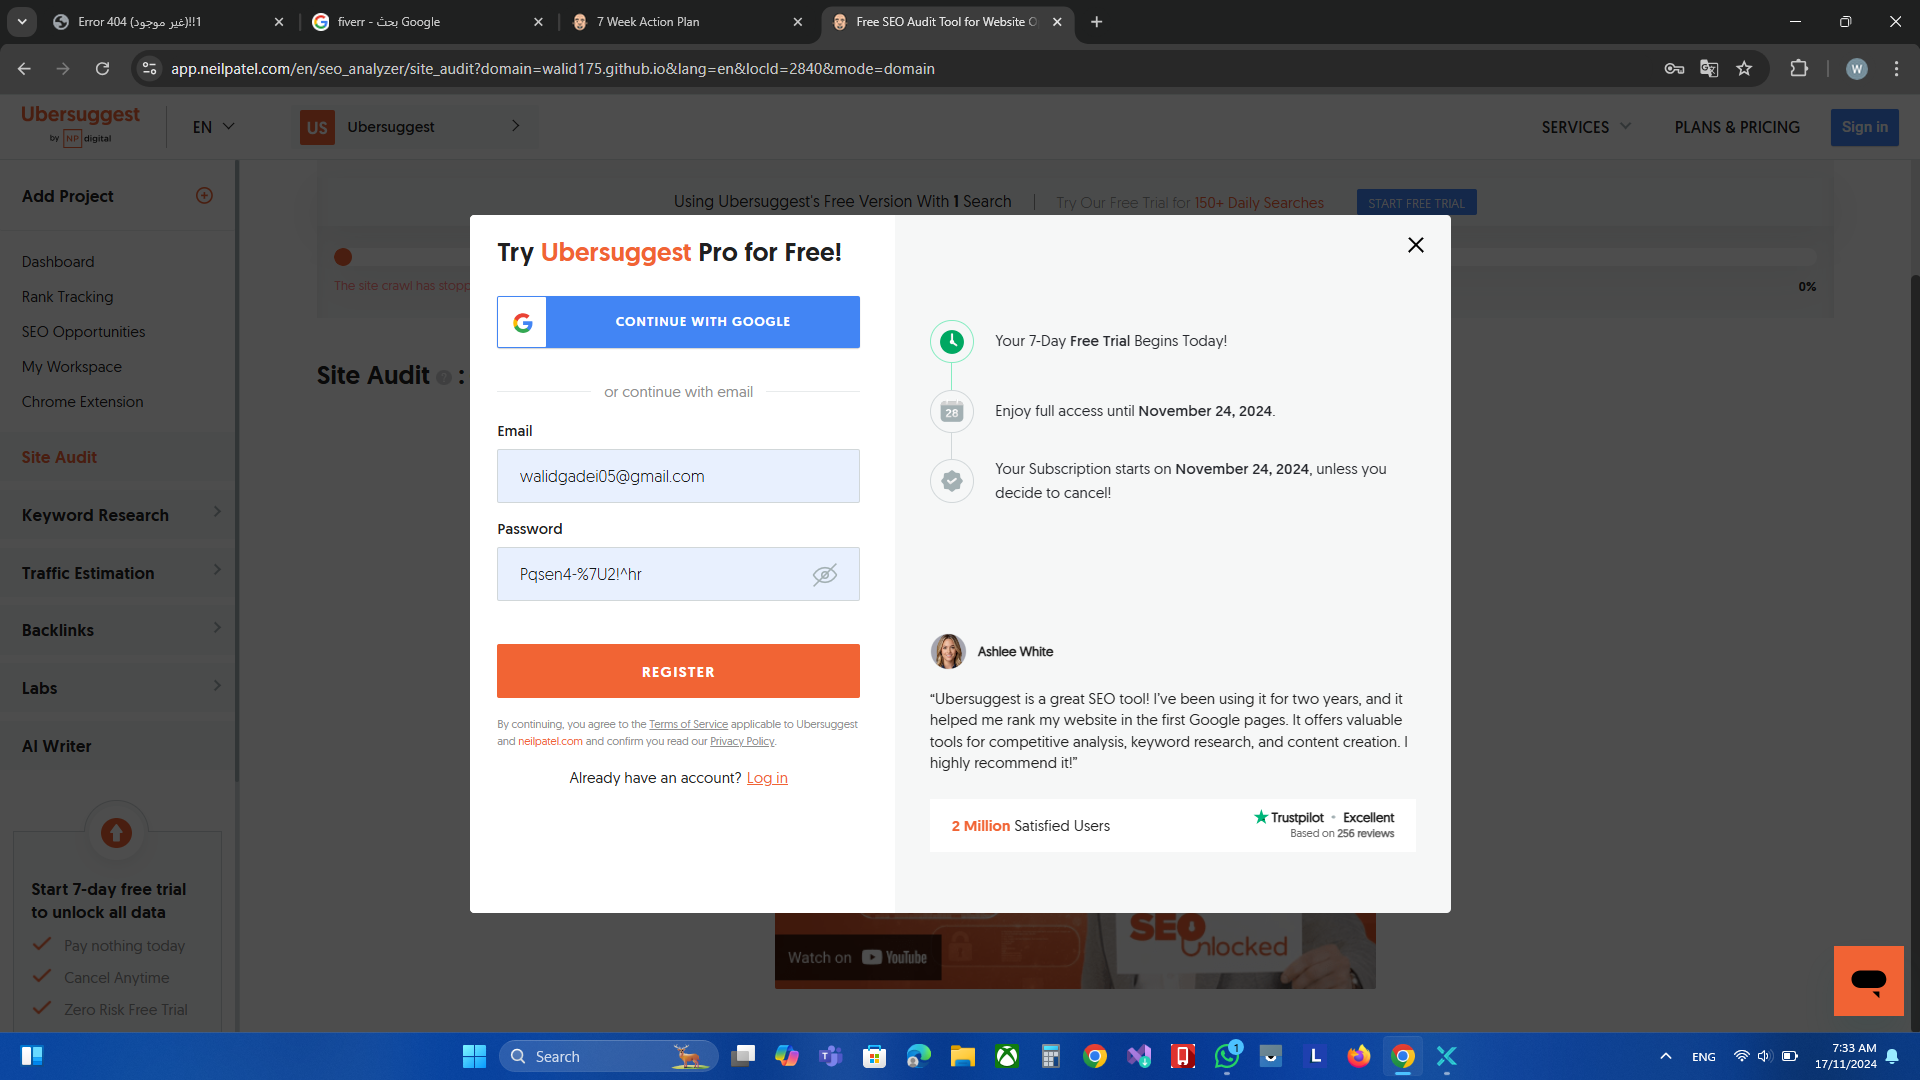 Error 404 (غير موجود)!!1
fiverr - بحث Google
7 Week Action Plan
Free SEO Audit Tool for Website O
app.neilpatel.com/en/seo_analyzer/site_audit?domain=walid175.github.io&lang=en&locId=2840&mode=domain
W
Ubersuggest
by NP digital
EN
US Ubersuggest
SERVICES
PLANS & PRICING
Sign in
Add Project
Dashboard
Rank Tracking
SEO Opportunities
My Workspace
Chrome Extension
Site Audit
Keyword Research
Traffic Estimation
Backlinks
Labs
AI Writer
Start 7-day free trial
to unlock all data
Pay nothing today
Cancel Anytime
Zero Risk Free Trial
Using Ubersuggest's Free Version With 1 Search
Try Our Free Trial for 150+ Daily Searches
START FREE TRIAL
The site crawl has stopp
0%
Site Audit ? :
Try Ubersuggest Pro for Free!
CONTINUE WITH GOOGLE
or continue with email
Email
walidgadei05@gmail.com
Password
Pqsen4-%7U2!^hr
REGISTER
By continuing, you agree to the Terms of Service applicable to Ubersuggest
and neilpatel.com and confirm you read our Privacy Policy.
Already have an account? Log in
Your 7-Day Free Trial Begins Today!
28
Enjoy full access until November 24, 2024.
Your Subscription starts on November 24, 2024, unless you
decide to cancel!
Ashlee White
“Ubersuggest is a great SEO tool! I’ve been using it for two years, and it
helped me rank my website in the first Google pages. It offers valuable
tools for competitive analysis, keyword research, and content creation. I
highly recommend it!”
2 Million Satisfied Users
Trustpilot • Excellent
Based on 256 reviews
SEO
Unlocked
Watch on YouTube
Search
1
L
ENG
7:33 AM
17/11/2024